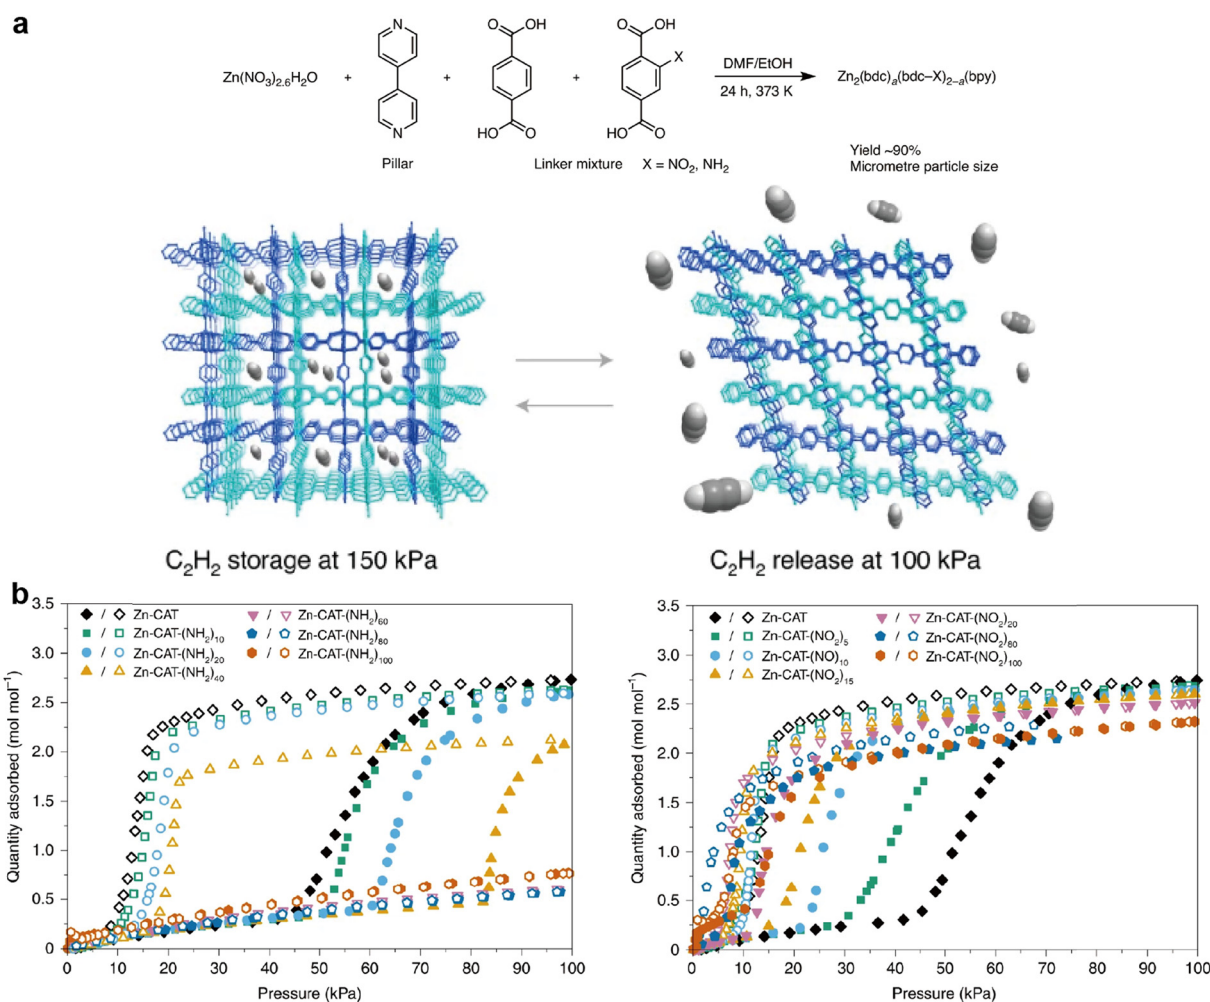 a
O
OH
O
OH
X
Zn(NO₃)₂.6H₂O + + + DMF/EtOH Zn₂(bdc)ₐ(bdc–X)₂₋ₐ(bpy)
24 h, 373 K
N
N
HO
O
HO
O
Pillar Linker mixture X = NO₂, NH₂
Yield ~90%
Micrometre particle size
C₂H₂ storage at 150 kPa
C₂H₂ release at 100 kPa
b
Quantity adsorbed (mol mol⁻¹)
3.5
3.0
2.5
2.0
1.5
1.0
0.5
0
/ Zn-CAT
/ Zn-CAT-(NH₂)₁₀
/ Zn-CAT-(NH₂)₂₀
/ Zn-CAT-(NH₂)₄₀
/ Zn-CAT-(NH₂)₆₀
/ Zn-CAT-(NH₂)₈₀
/ Zn-CAT-(NH₂)₁₀₀
0 10 20 30 40 50 60 70 80 90 100
Pressure (kPa)
Quantity adsorbed (mol mol⁻¹)
3.5
3.0
2.5
2.0
1.5
1.0
0.5
0
/ Zn-CAT
/ Zn-CAT-(NO₂)₅
/ Zn-CAT-(NO)₁₀
/ Zn-CAT-(NO₂)₁₅
/ Zn-CAT-(NO₂)₂₀
/ Zn-CAT-(NO₂)₆₀
/ Zn-CAT-(NO₂)₁₀₀
0 10 20 30 40 50 60 72 80 90 100
Pressure (kPa)